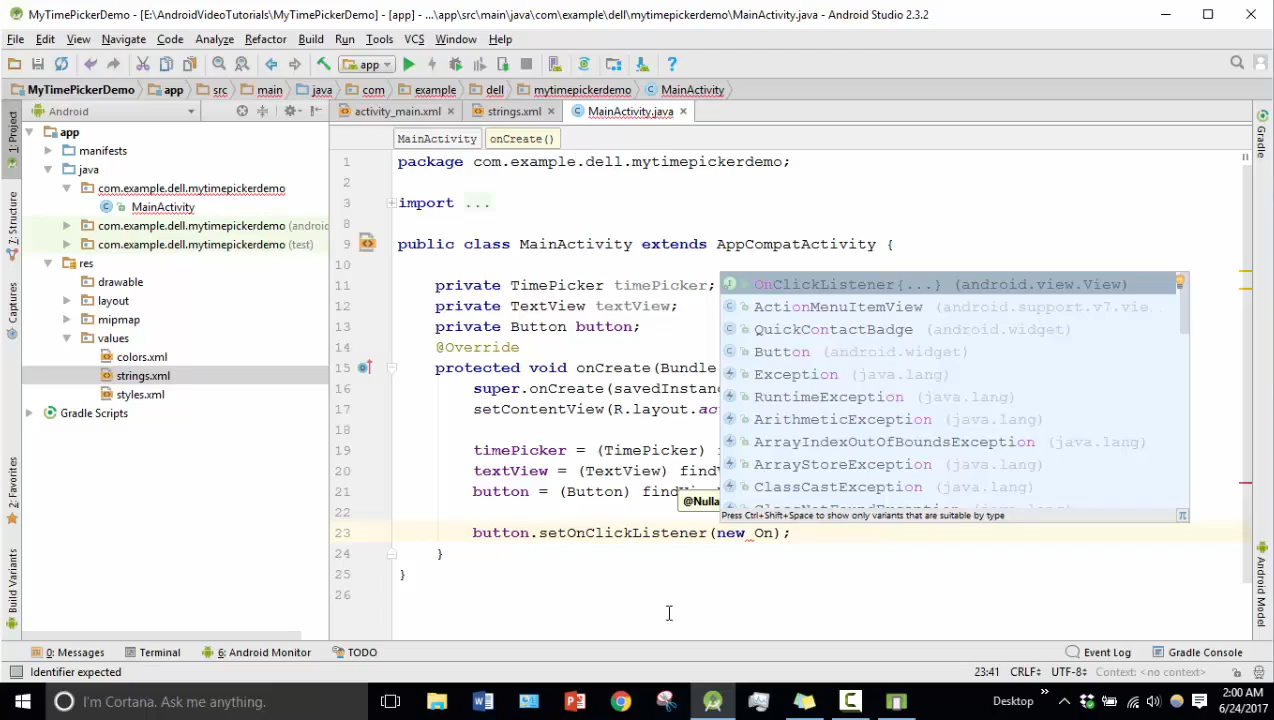 MyTimePickerDemo - [E:\AndroidVideoTutorials\MyTimePickerDemo] - [app] - ...\app\src\main\java\com\example\dell\mytimepickerdemo\MainActivity.java - Android Studio 2.3.2
File Edit View Navigate Code Analyze Refactor Build Run Tools VCS Window Help
app
MyTimePickerDemo app src main java com example dell mytimepickerdemo MainActivity
Android activity_main.xml strings.xml MainActivity.java
1: Project
7: Structure
Captures
2: Favorites
Build Variants
app
manifests
java
com.example.dell.mytimepickerdemo
MainActivity
com.example.dell.mytimepickerdemo (androi
com.example.dell.mytimepickerdemo (test)
res
drawable
layout
mipmap
values
colors.xml
strings.xml
styles.xml
Gradle Scripts
MainActivity onCreate()
1 package com.example.dell.mytimepickerdemo;
2
3 import ...
8
9 public class MainActivity extends AppCompatActivity {
10
11 private TimePicker timePicker;
12 private TextView textView;
13 private Button button;
14 @Override
15 protected void onCreate(Bundle
16 super.onCreate(savedInstanc
17 setContentView(R.layout.ac
18
19 timePicker = (TimePicker) f
20 textView = (TextView) findV
21 button = (Button) findView
22
23 button.setOnClickListener(new On);
24 }
25 }
26
@Nulla
OnClickListener{...} (android.view.View)
ActionMenuItemView (android.support.v7.vie...
QuickContactBadge (android.widget)
Button (android.widget)
Exception (java.lang)
RuntimeException (java.lang)
ArithmeticException (java.lang)
ArrayIndexOutOfBoundsException (java.lang)
ArrayStoreException (java.lang)
ClassCastException (java.lang)
ClassNotFoundException (java.lang)
Press Ctrl+Shift+Space to show only variants that are suitable by type π
Gradle
Android Model
0: Messages Terminal 6: Android Monitor TODO Event Log Gradle Console
Identifier expected 23:41 CRLF÷ UTF-8÷ Context: <no context>
I'm Cortana. Ask me anything. Desktop 2:00 AM
6/24/2017